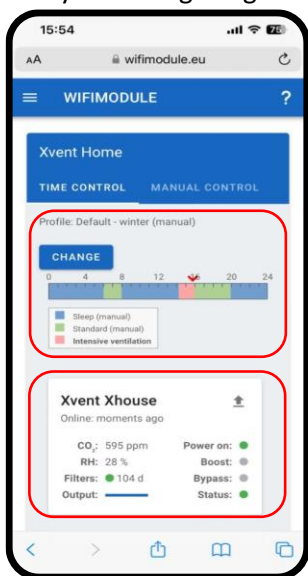 15:54
AA wifimodule.eu
WIFIMODULE ?
Xvent Home
TIME CONTROL MANUAL CONTROL
Profile: Default - winter (manual)
CHANGE
0 4 8 12 16 20 24
Sleep (manual)
Standard (manual)
Intensive ventilation
Xvent Xhouse
Online: moments ago
CO₂: 595 ppm Power on:
RH: 28 % Boost:
Filters: 104 d Bypass:
Output: Status: